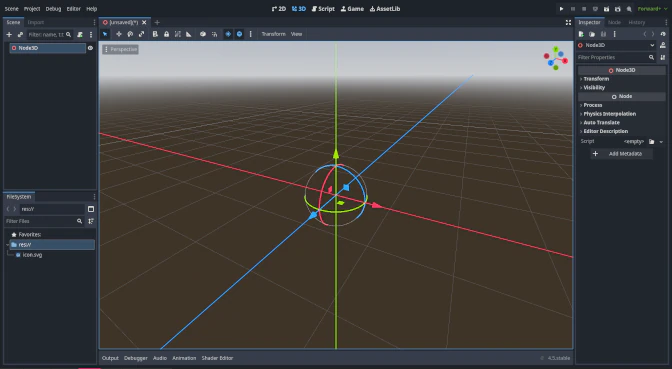 Scene Project Debug Editor Help 2D 3D Script Game AssetLib Forward+
Scene Import [unsaved](*) Inspector Node History
Filter: name, t: Transform View
Node3D Node3D
Perspective Filter Properties
Node3D
Transform
Visibility
Node
Process
Physics Interpolation
Auto Translate
Editor Description
Script <empty>
Add Metadata
Y
X
Z
FileSystem
res://
Filter Files
Favorites:
res://
icon.svg
Output Debugger Audio Animation Shader Editor 4.5.stable